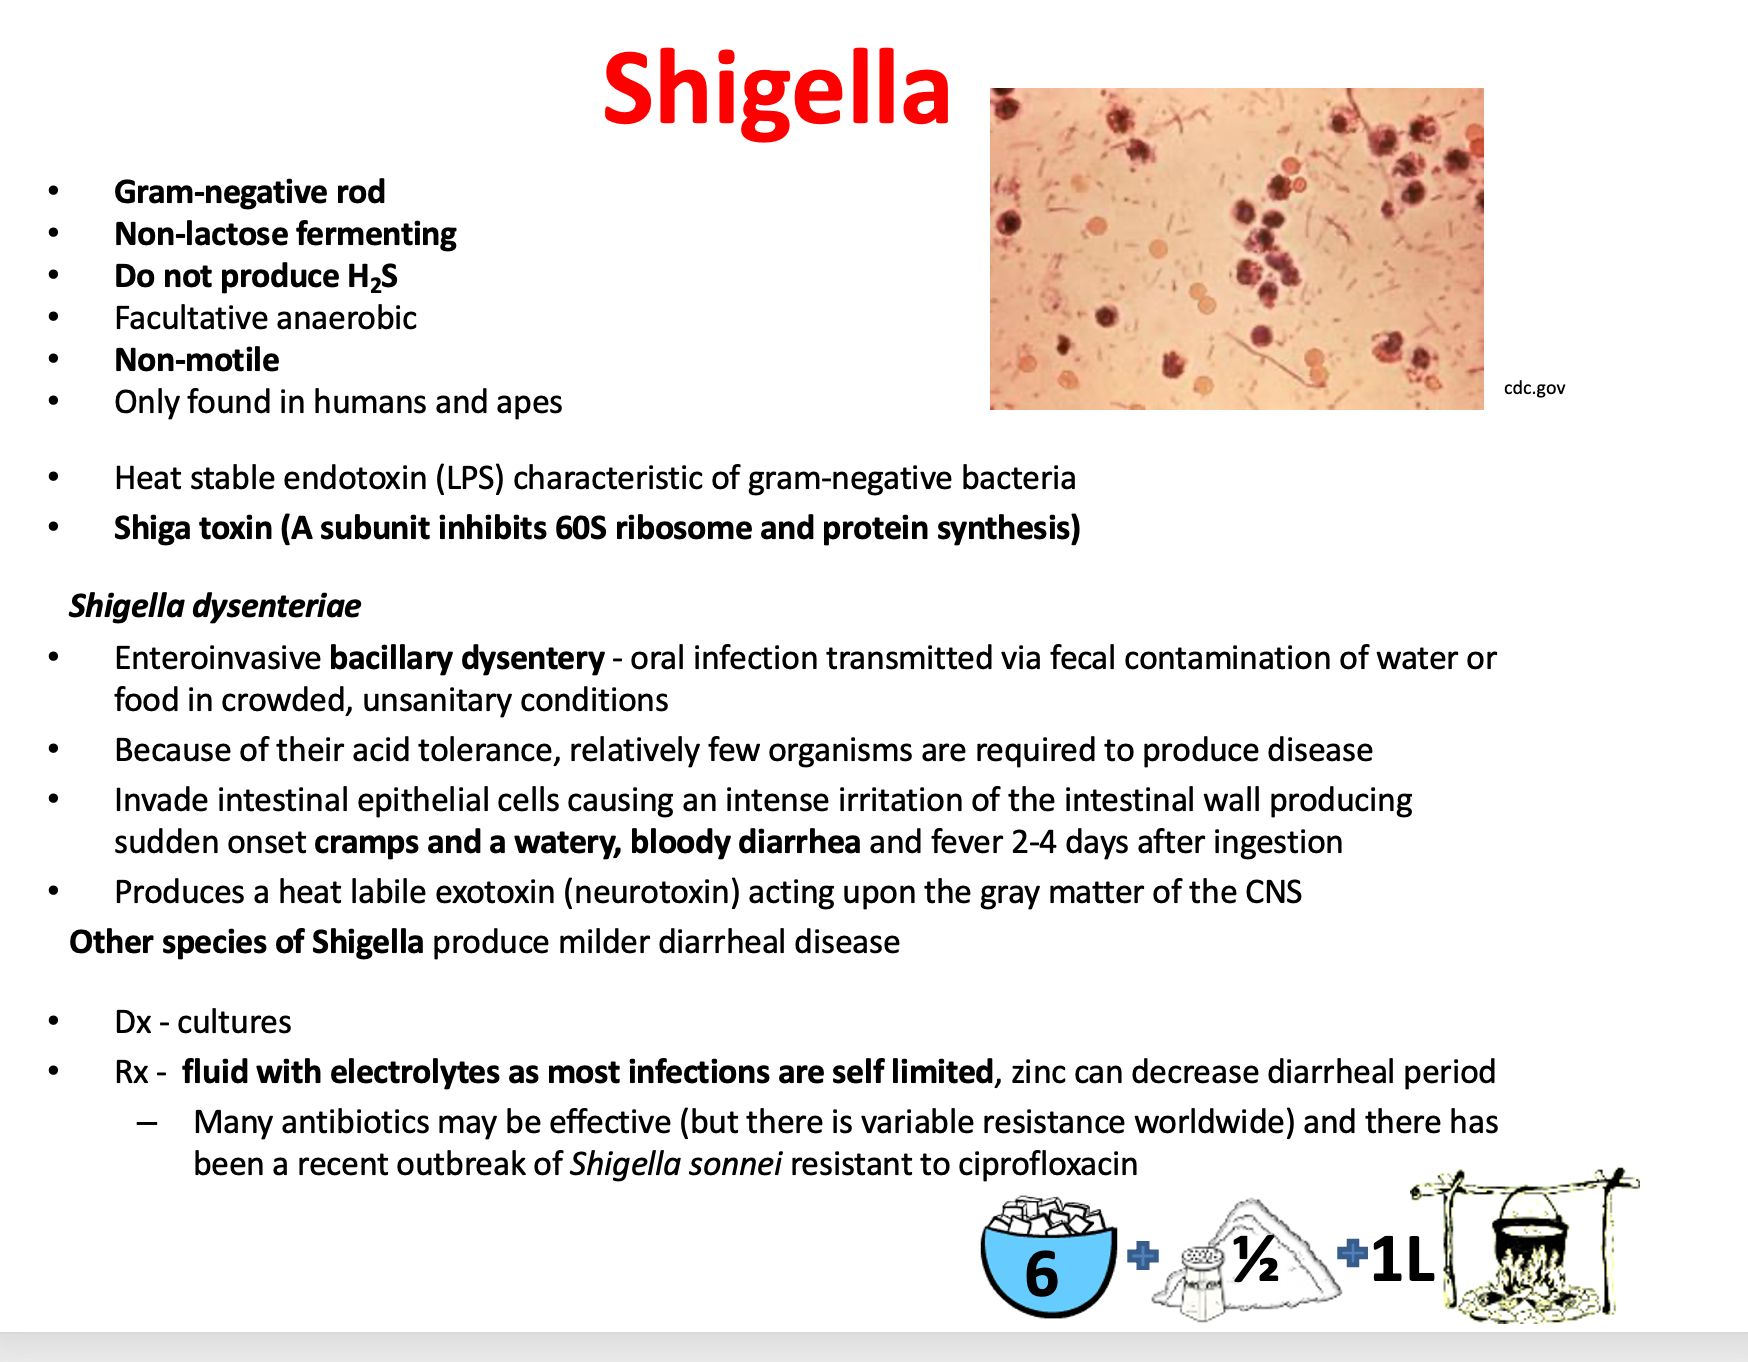 Shigella
• Gram-negative rod
• Non-lactose fermenting
• Do not produce H₂S
• Facultative anaerobic
• Non-motile
• Only found in humans and apes
cdc.gov
• Heat stable endotoxin (LPS) characteristic of gram-negative bacteria
• Shiga toxin (A subunit inhibits 60S ribosome and protein synthesis)
Shigella dysenteriae
• Enteroinvasive bacillary dysentery - oral infection transmitted via fecal contamination of water or
food in crowded, unsanitary conditions
• Because of their acid tolerance, relatively few organisms are required to produce disease
• Invade intestinal epithelial cells causing an intense irritation of the intestinal wall producing
sudden onset cramps and a watery, bloody diarrhea and fever 2-4 days after ingestion
• Produces a heat labile exotoxin (neurotoxin) acting upon the gray matter of the CNS
Other species of Shigella produce milder diarrheal disease
• Dx - cultures
• Rx - fluid with electrolytes as most infections are self limited, zinc can decrease diarrheal period
– Many antibiotics may be effective (but there is variable resistance worldwide) and there has
been a recent outbreak of Shigella sonnei resistant to ciprofloxacin
6 + ½ + 1L